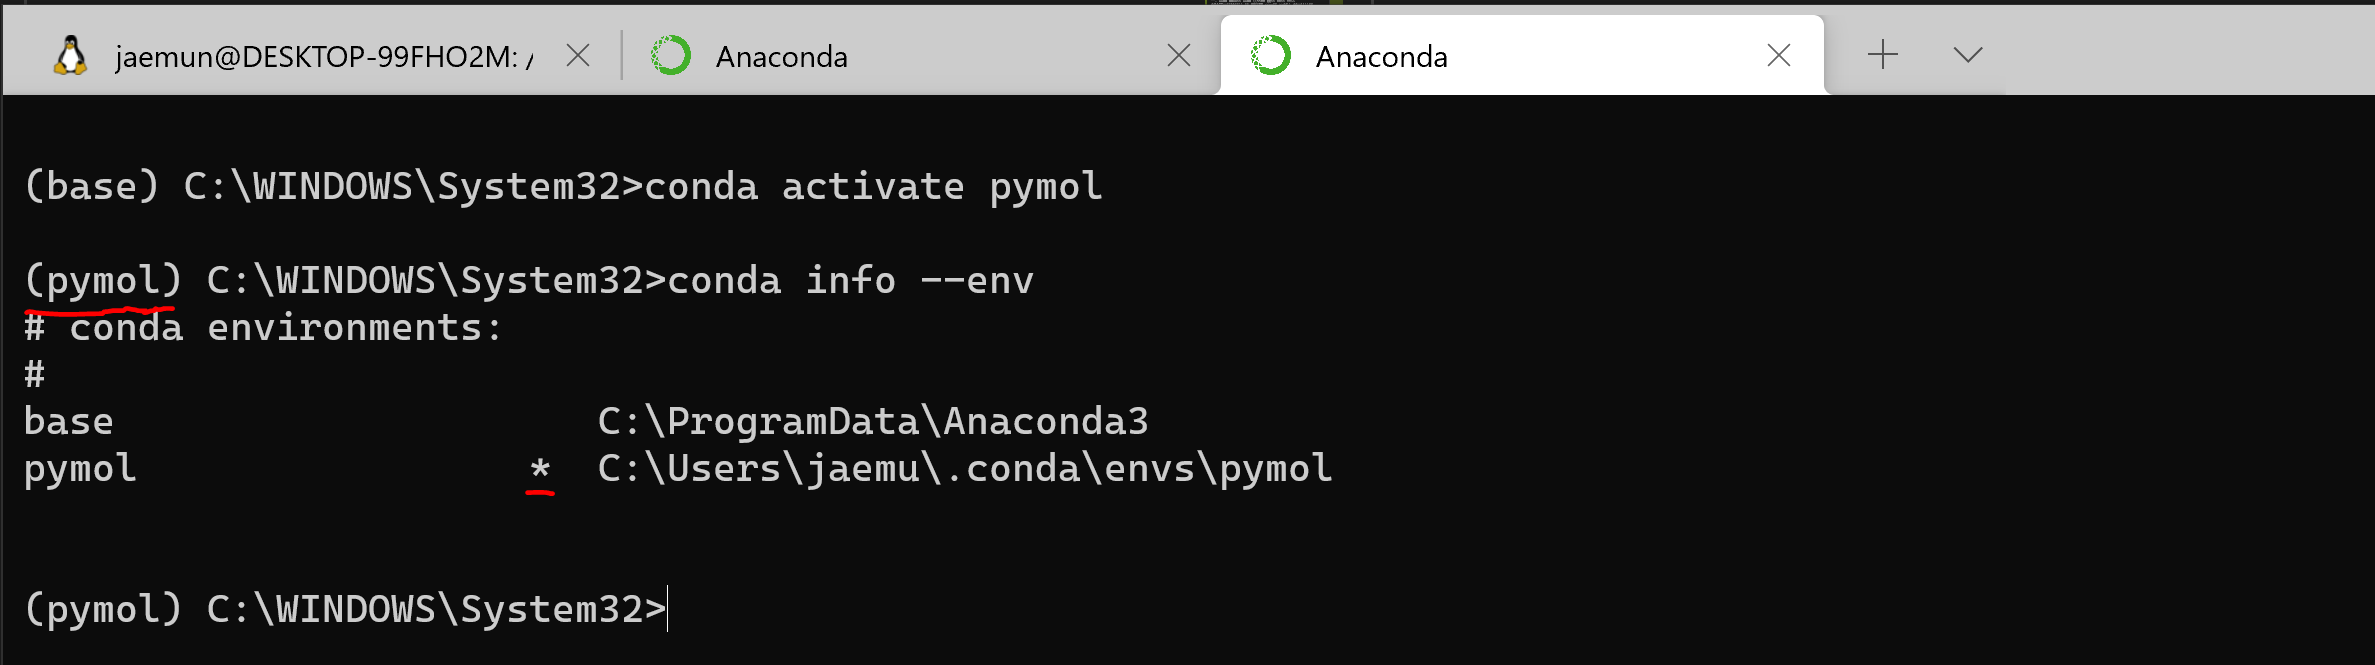 jaemun@DESKTOP-99FHO2M: /
Anaconda
Anaconda
(base) C:\WINDOWS\System32>conda activate pymol
(pymol) C:\WINDOWS\System32>conda info --env
# conda environments:
#
base                     C:\ProgramData\Anaconda3
pymol                 *  C:\Users\jaemu\.conda\envs\pymol
(pymol) C:\WINDOWS\System32>